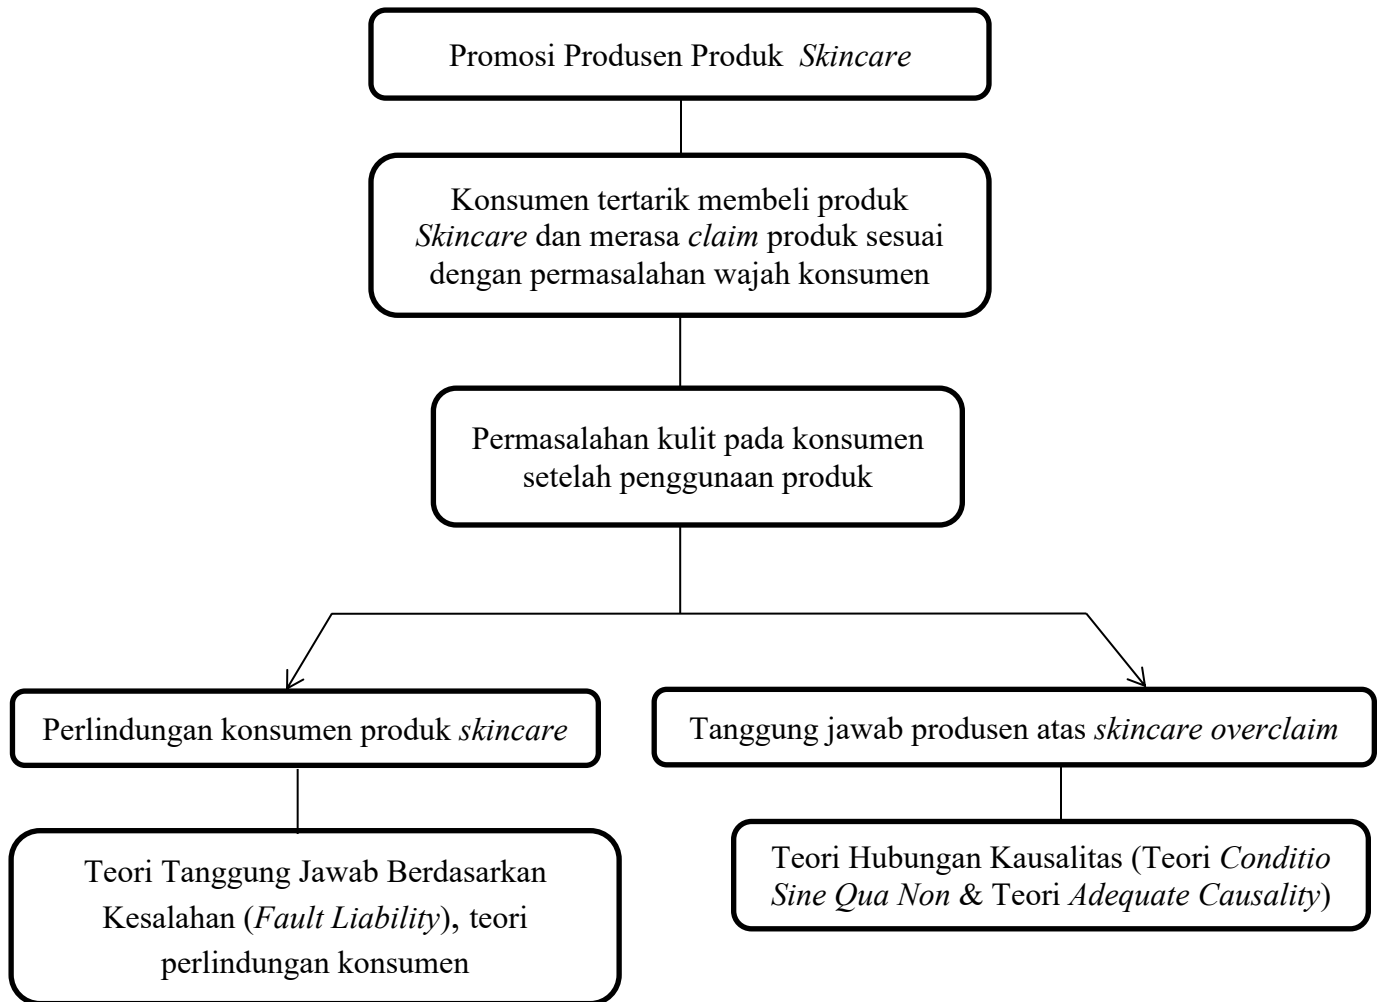 Promosi Produsen Produk Skincare
Konsumen tertarik membeli produk
Skincare dan merasa claim produk sesuai
dengan permasalahan wajah konsumen
Permasalahan kulit pada konsumen
setelah penggunaan produk
Perlindungan konsumen produk skincare
Tanggung jawab produsen atas skincare overclaim
Teori Tanggung Jawab Berdasarkan
Kesalahan (Fault Liability), teori
perlindungan konsumen
Teori Hubungan Kausalitas (Teori Conditio
Sine Qua Non & Teori Adequate Causality)